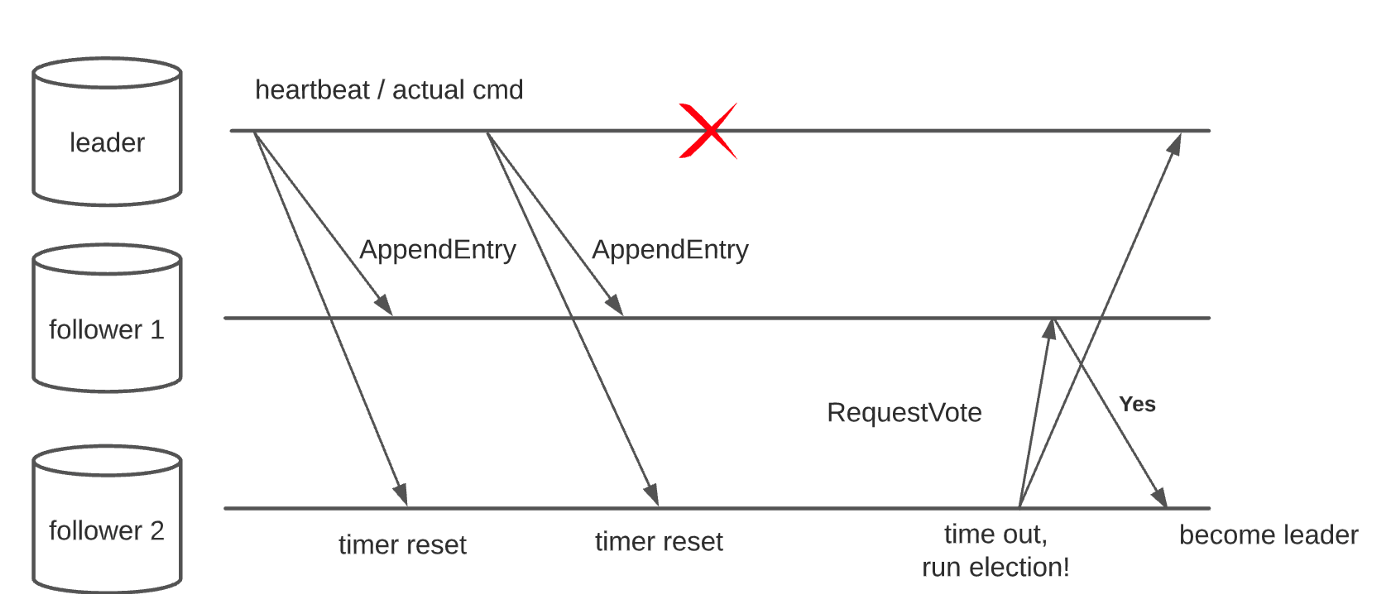 heartbeat / actual cmd
leader
AppendEntry
AppendEntry
follower 1
RequestVote
Yes
follower 2
timer reset
timer reset
time out,
run election!
become leader